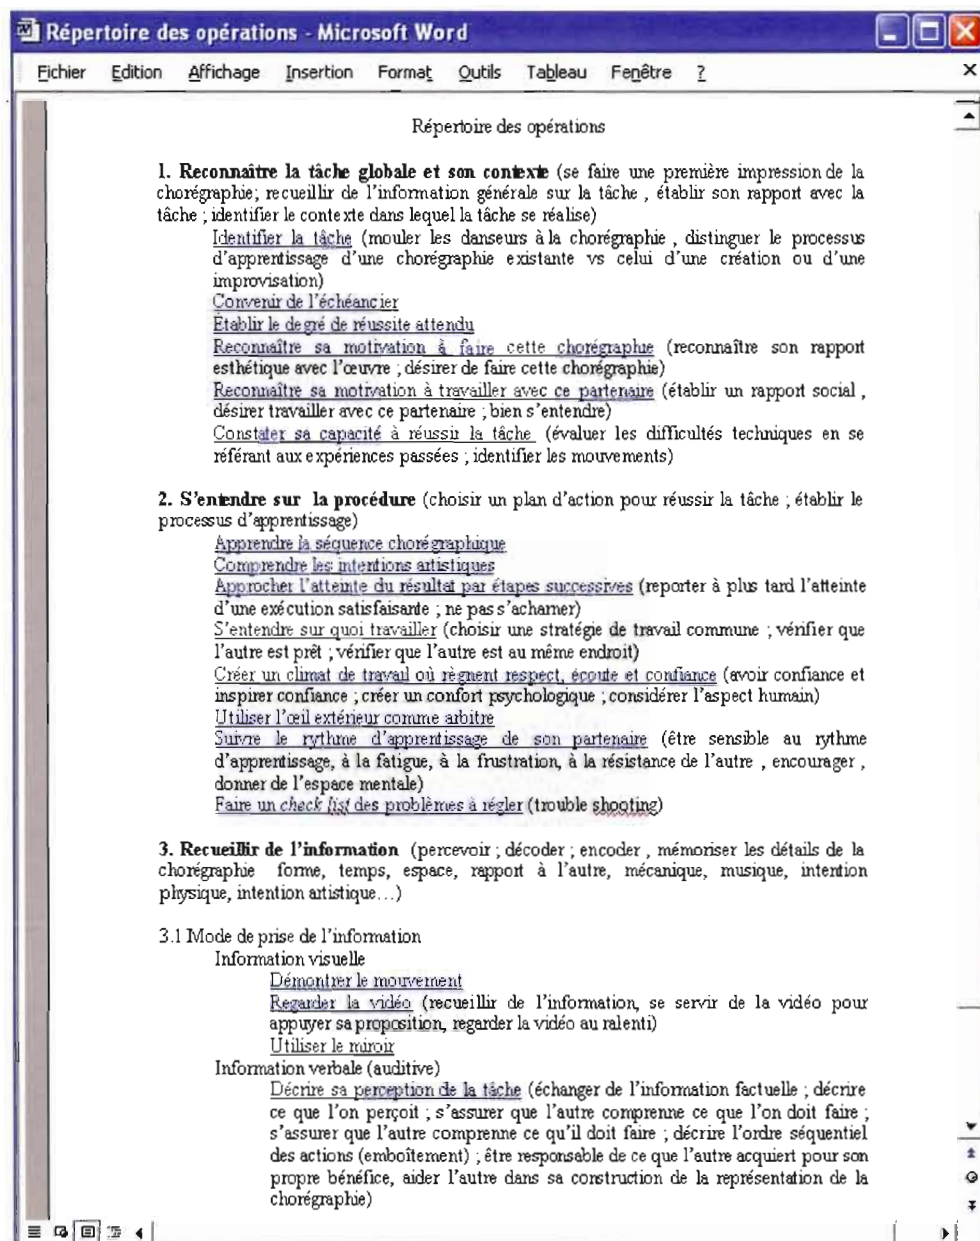 Répertoire des opérations - Microsoft Word
Fichier Edition Affichage Insertion Format Outils Tableau Fenêtre ?
Répertoire des opérations
1. Reconnaître la tâche globale et son contexte (se faire une première impression de la
chorégraphie; recueillir de l'information générale sur la tâche , établir son rapport avec la
tâche ; identifier le contexte dans lequel la tâche se réalise)
Identifier la tâche (mouler les danseurs à la chorégraphie , distinguer le processus
d'apprentissage d'une chorégraphie existante vs celui d'une création ou d'une
improvisation)
Convenir de l'échéancier
Établir le degré de réussite attendu
Reconnaître sa motivation à faire cette chorégraphie (reconnaître son rapport
esthétique avec l'œuvre ; désirer de faire cette chorégraphie)
Reconnaître sa motivation à travailler avec ce partenaire (établir un rapport social ,
désirer travailler avec ce partenaire ; bien s'entendre)
Constater sa capacité à réussir la tâche (évaluer les difficultés techniques en se
référant aux expériences passées ; identifier les mouvements)
2. S'entendre sur la procédure (choisir un plan d'action pour réussir la tâche ; établir le
processus d'apprentissage)
Apprendre la séquence chorégraphique
Comprendre les intentions artistiques
Approcher l'atteinte du résultat par étapes successives (reporter à plus tard l'atteinte
d'une exécution satisfaisante ; ne pas s'acharner)
S'entendre sur quoi travailler (choisir une stratégie de travail commune ; vérifier que
l'autre est prêt ; vérifier que l'autre est au même endroit)
Créer un climat de travail où règnent respect, écoute et confiance (avoir confiance et
inspirer confiance ; créer un confort psychologique ; considérer l'aspect humain)
Utiliser l'œil extérieur comme arbitre
Suivre le rythme d'apprentissage de son partenaire (être sensible au rythme
d'apprentissage, à la fatigue, à la frustration, à la résistance de l'autre , encourager ,
donner de l'espace mentale)
Faire un check list des problèmes à régler (trouble shooting)
3. Recueillir de l'information (percevoir ; décoder ; encoder , mémoriser les détails de la
chorégraphie forme, temps, espace, rapport à l'autre, mécanique, musique, intention
physique, intention artistique…)
3.1 Mode de prise de l'information
Information visuelle
Démontrer le mouvement
Regarder la vidéo (recueillir de l'information, se servir de la vidéo pour
appuyer sa proposition, regarder la vidéo au ralenti)
Utiliser le miroir
Information verbale (auditive)
Décrire sa perception de la tâche (échanger de l'information factuelle ; décrire
ce que l'on perçoit ; s'assurer que l'autre comprenne ce que l'on doit faire ;
s'assurer que l'autre comprenne ce qu'il doit faire ; décrire l'ordre séquentiel
des actions (emboîtement) ; être responsable de ce que l'autre acquiert pour son
propre bénéfice, aider l'autre dans sa construction de la représentation de la
chorégraphie)